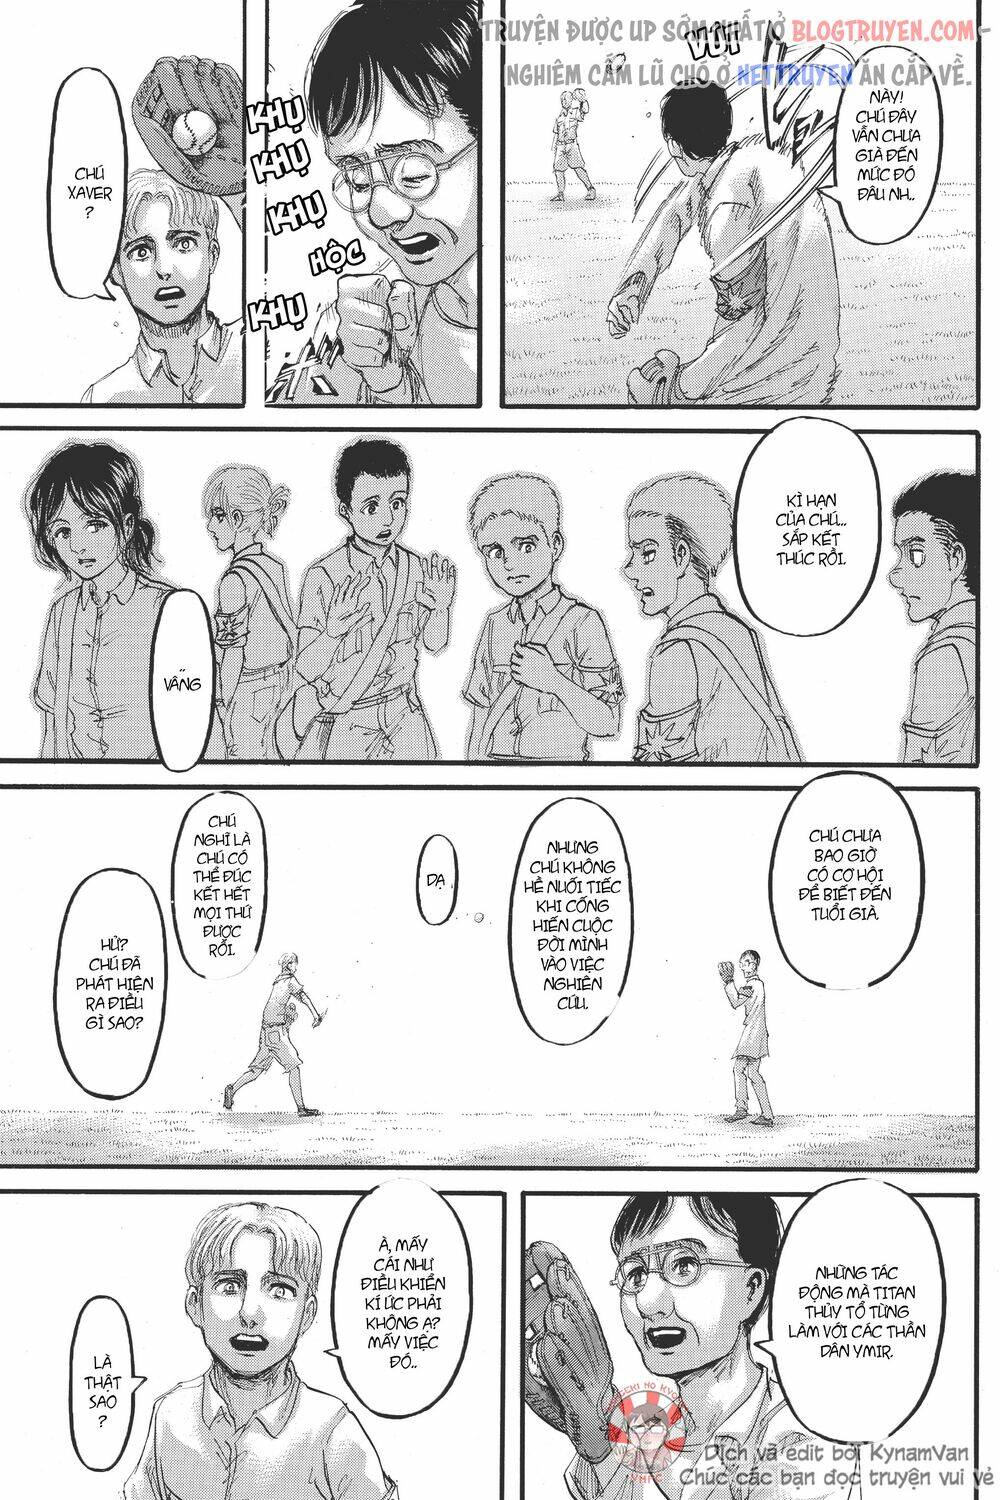 TRUYỆN ĐƯỢC UP SỚM NHẤT Ở BLOGTRUYEN.COM -
NGHIÊM CẤM LŨ CHÓ Ở NETTRUYEN ĂN CẮP VỀ.
VÚT
NÀY!
CHÚ ĐÂY
VẪN CHƯA
GIÀ ĐẾN
MỨC ĐÓ
ĐÂU NH..
KHỤ
KHỤ
KHỤ
HỘC
KHỤ
CHÚ
XAVER
?
KÌ HẠN
CỦA CHÚ..
SẮP KẾT
THÚC RỒI.
VÂNG
CHÚ CHƯA
BAO GIỜ
CÓ CƠ HỘI
ĐỂ BIẾT ĐẾN
TUỔI GIÀ.
NHƯNG
CHÚ KHÔNG
HỀ NUỐI TIẾC
KHI CỐNG
HIẾN CUỘC
ĐỜI MÌNH
VÀO VIỆC
NGHIÊN
CỨU.
DẠ
CHÚ
NGHĨ LÀ
CHÚ CÓ
THỂ ĐÚC
KẾT HẾT
MỌI THỨ
ĐƯỢC
RỒI.
HỬ?
CHÚ ĐÃ
PHÁT HIỆN
RA ĐIỀU
GÌ SAO?
NHỮNG TÁC
ĐỘNG MÀ TITAN
THỦY TỔ TỪNG
LÀM VỚI CÁC THẦN
DÂN YMIR.
À, MẤY
CÁI NHƯ
ĐIỀU KHIỂN
KÍ ỨC PHẢI
KHÔNG Ạ?
MẤY VIỆC
ĐÓ..
LÀ
THẬT
SAO
?
Dịch và edit bởi KynamVan
Chúc các bạn đọc truyện vui vẻ